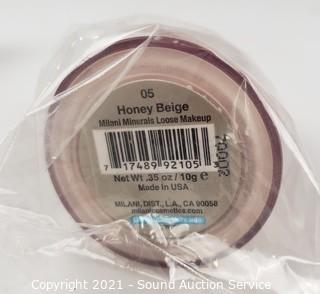 05
Honey Beige
Milani Minerals Loose Makeup
7 17489 92105
Net Wt .35 oz / 10g e
Made in USA
MILANI, DIST., L.A., CA 90058
milanicosmetics.com
Copyright © 2021 - Sound Auction Service